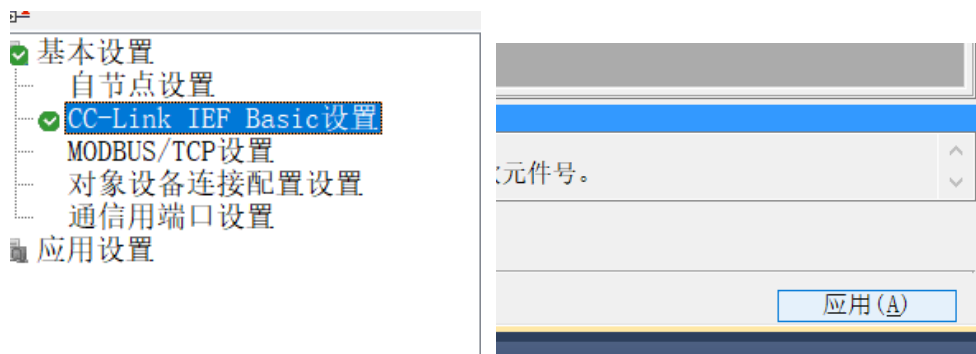 基本设置
自节点设置
CC-Link IEF Basic设置
MODBUS/TCP设置
对象设备连接配置设置
通信用端口设置
应用设置
元件号。
应用(A)